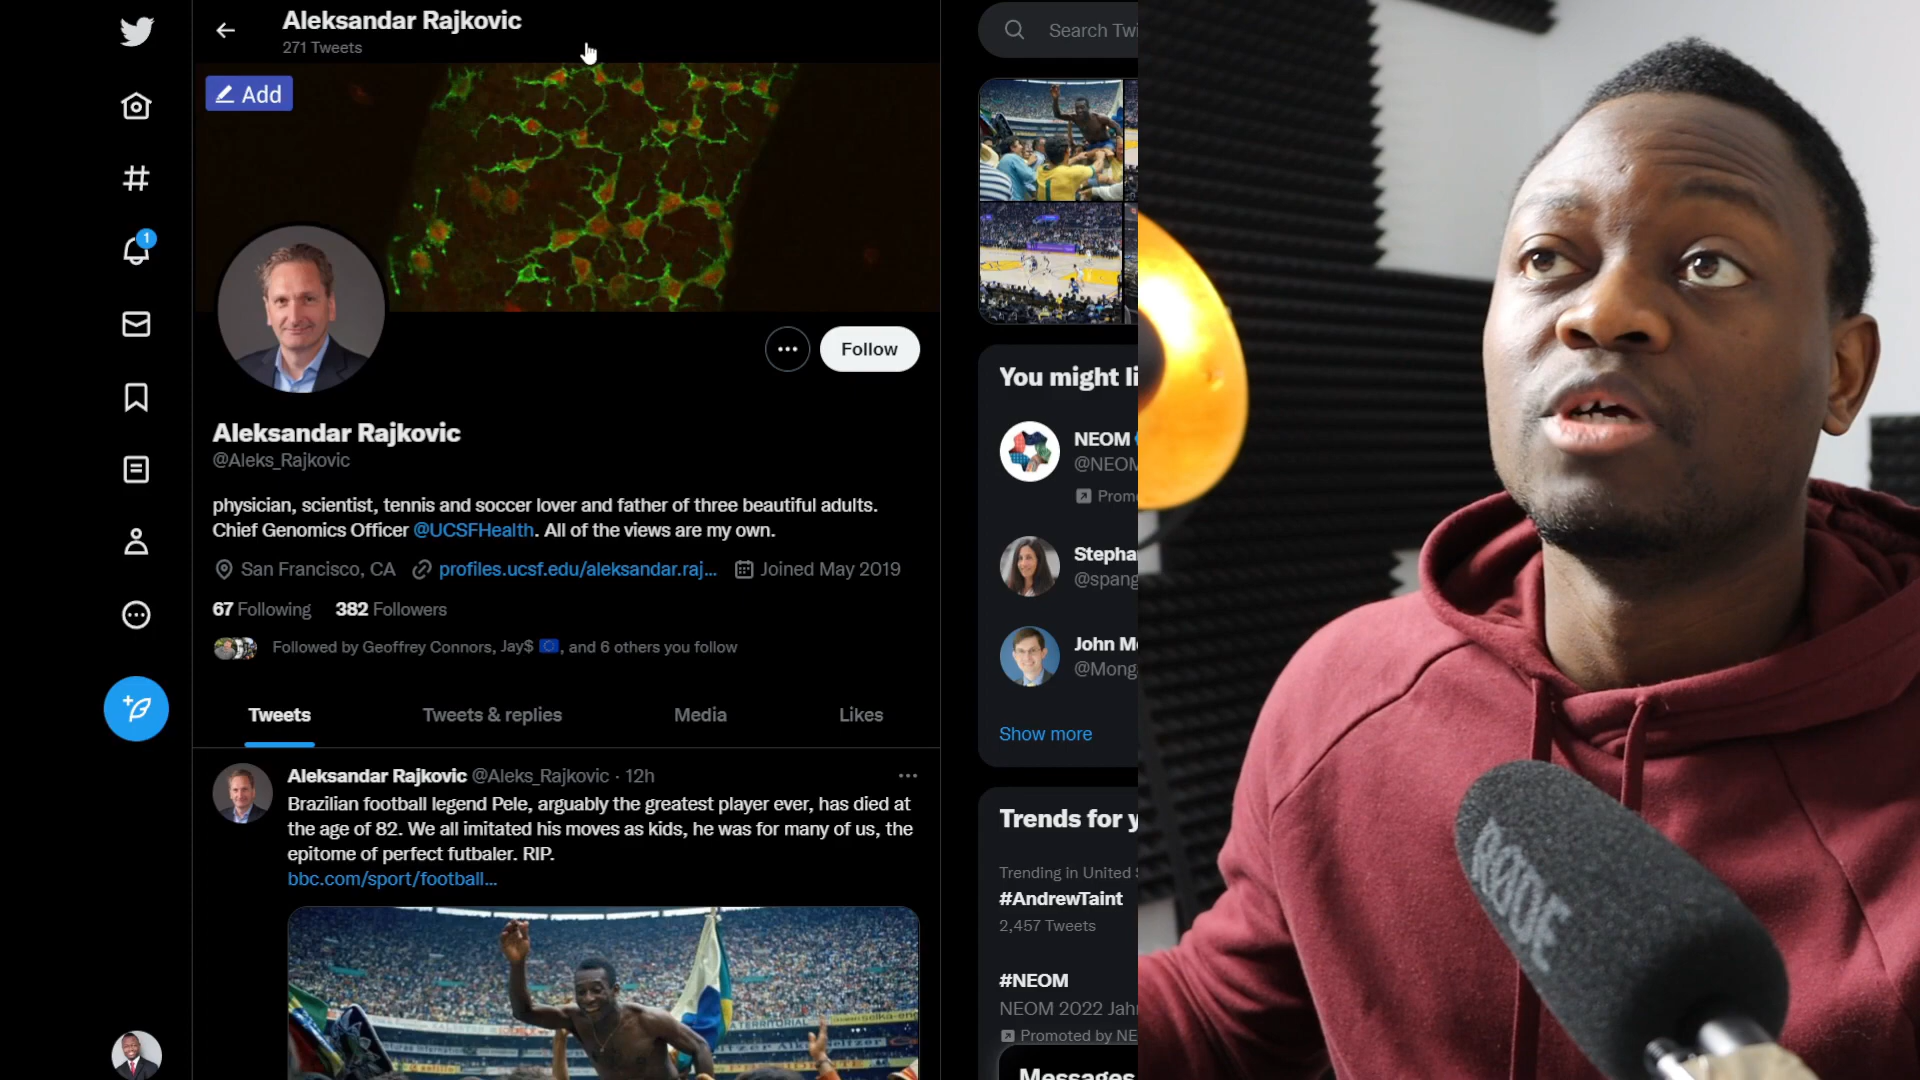 Aleksandar Rajkovic
271 Tweets
Search Twi
Add
Follow
Aleksandar Rajkovic
@Aleks_Rajkovic
physician, scientist, tennis and soccer lover and father of three beautiful adults.
Chief Genomics Officer @UCSFHealth. All of the views are my own.
San Francisco, CA profiles.ucsf.edu/aleksandar.raj... Joined May 2019
67 Following 382 Followers
Followed by Geoffrey Connors, Jay$ 🇪🇺, and 6 others you follow
Tweets Tweets & replies Media Likes
Aleksandar Rajkovic @Aleks_Rajkovic · 12h
Brazilian football legend Pele, arguably the greatest player ever, has died at
the age of 82. We all imitated his moves as kids, he was for many of us, the
epitome of perfect futbaler. RIP.
bbc.com/sport/football...
1
You might li
NEOM
@NEOM
Prom
Stepha
@spang
John M
@Mong
Show more
Trends for y
Trending in United
#AndrewTaint
2,457 Tweets
#NEOM
NEOM 2022 Jah
Promoted by NE
Messages
RØDE